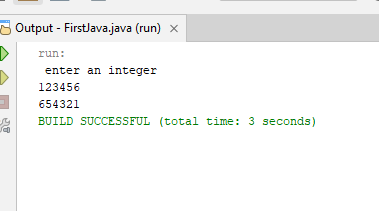 Output - FirstJava.java (run) ×
run:
 enter an integer
123456
654321
BUILD SUCCESSFUL (total time: 3 seconds)